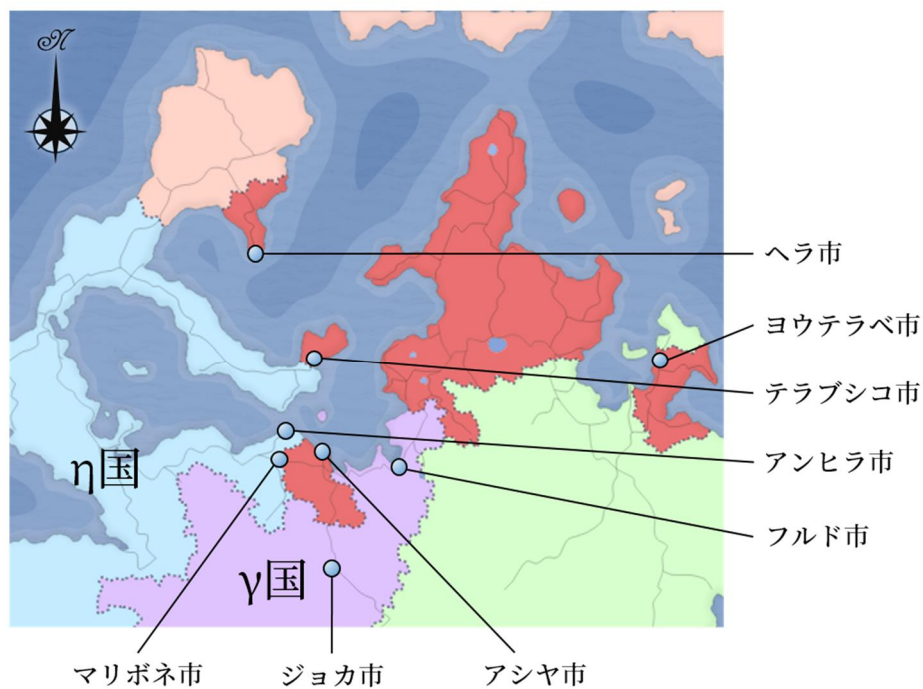 N
ヘラ市
ヨウテラベ市
テラブシコ市
アンヒラ市
η国
フルド市
γ国
マリボネ市
ジョカ市
アシヤ市